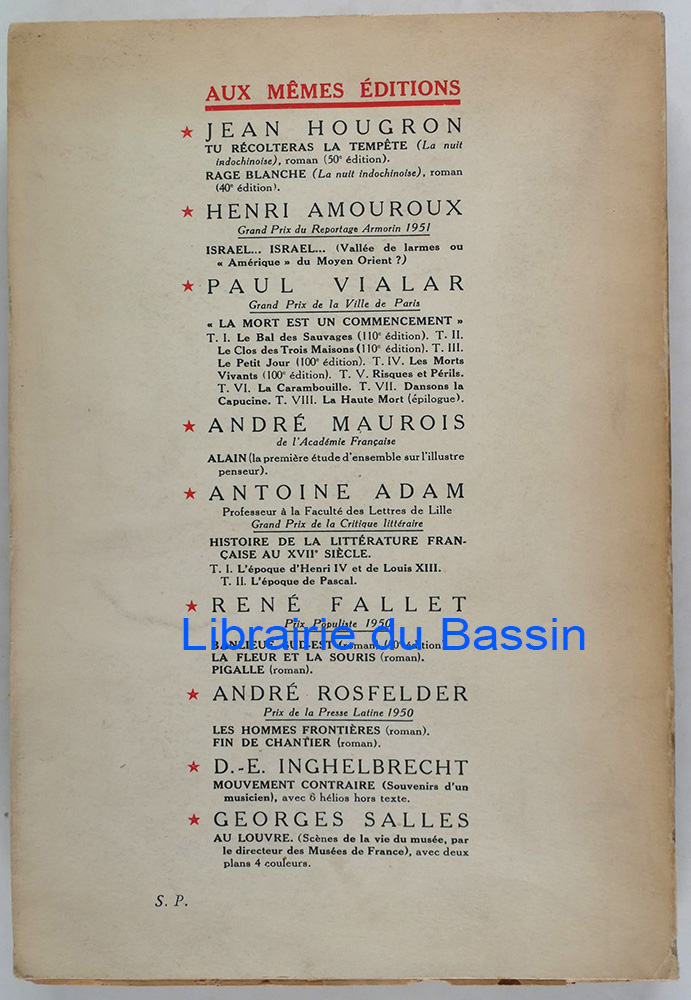 AUX MÊMES ÉDITIONS
★ JEAN HOUGRON
TU RÉCOLTERAS LA TEMPÊTE (La nuit
indochinoise), roman (50e édition).
RAGE BLANCHE (La nuit indochinoise), roman
(40e édition).
★ HENRI AMOUROUX
Grand Prix du Reportage Armorin 1951
ISRAEL... ISRAEL... (Vallée de larmes ou
« Amérique » du Moyen Orient ?)
★ PAUL VIALAR
Grand Prix de la Ville de Paris
« LA MORT EST UN COMMENCEMENT »
T. I. Le Bal des Sauvages (110e édition). T. II.
Le Clos des Trois Maisons (110e édition). T. III.
Le Petit Jour (100e édition). T. IV. Les Morts
Vivants (100e édition). T. V. Risques et Périls.
T. VI. La Carambouille. T. VII. Dansons la
Capucine. T. VIII. La Haute Mort (épilogue).
★ ANDRÉ MAUROIS
de l'Académie Française
ALAIN (la première étude d'ensemble sur l'illustre
penseur).
★ ANTOINE ADAM
Professeur à la Faculté des Lettres de Lille
Grand Prix de la Critique littéraire
HISTOIRE DE LA LITTÉRATURE FRAN-
ÇAISE AU XVIIe SIÈCLE.
T. I. L'époque d'Henri IV et de Louis XIII.
T. II. L'époque de Pascal.
★ RENÉ FALLET
Prix Populiste 1950
Librairie du Bassin
BANLIEUE SUD-EST (roman) édition
LA FLEUR ET LA SOURIS (roman).
PIGALLE (roman).
★ ANDRÉ ROSFELDER
Prix de la Presse Latine 1950
LES HOMMES FRONTIÈRES (roman).
FIN DE CHANTIER (roman).
★ D.-E. INGHELBRECHT
MOUVEMENT CONTRAIRE (Souvenirs d'un
musicien), avec 6 hélios hors texte.
★ GEORGES SALLES
AU LOUVRE. (Scènes de la vie du musée, par
le directeur des Musées de France), avec deux
plans 4 couleurs.
S. P.